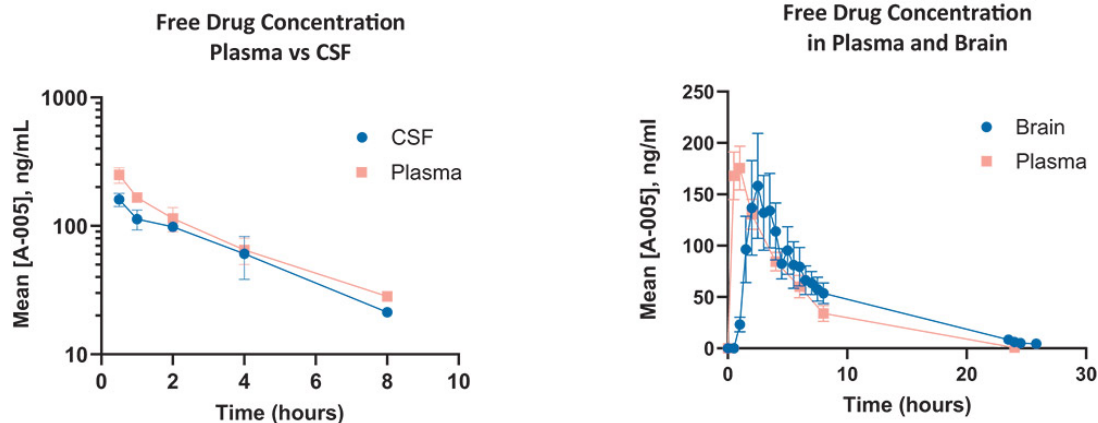 Free Drug Concentration
Plasma vs CSF
1000
100
10
0
2
4
6
8
10
Mean [A-005], ng/mL
Time (hours)
CSF
Plasma
Free Drug Concentration
in Plasma and Brain
250
200
150
100
50
0
0
10
20
30
Mean [A-005], ng/ml
Time (hours)
Brain
Plasma